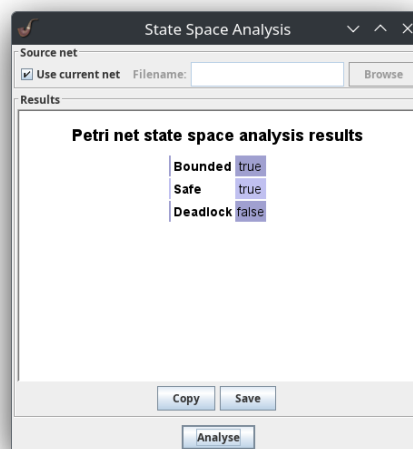 State Space Analysis
Source net
Use current net Filename: Browse
Results
Petri net state space analysis results
Bounded true
Safe true
Deadlock false
Copy Save
Analyse